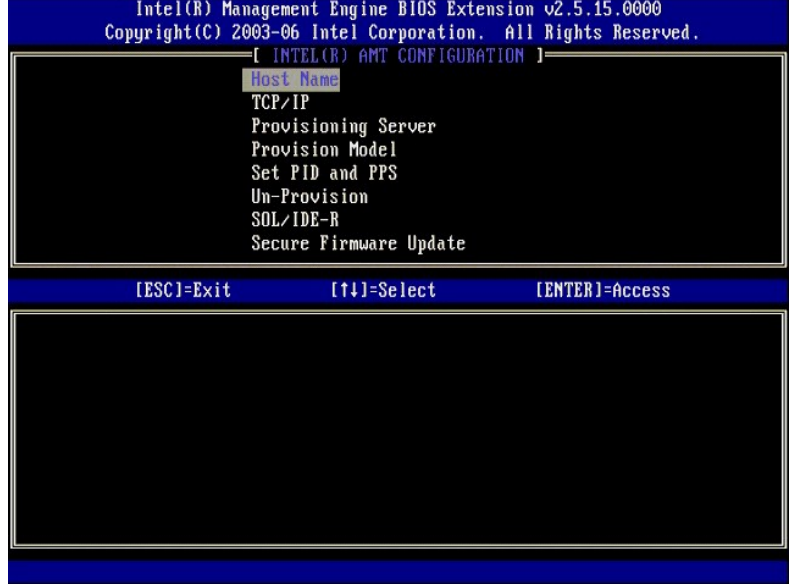 Intel(R) Management Engine BIOS Extension v2.5.15.0000
Copyright(C) 2003-06 Intel Corporation. All Rights Reserved.
[ INTEL(R) AMT CONFIGURATION ]
Host Name
TCP/IP
Provisioning Server
Provision Model
Set PID and PPS
Un-Provision
SOL/IDE-R
Secure Firmware Update
[ESC]=Exit [↑↓]=Select [ENTER]=Access